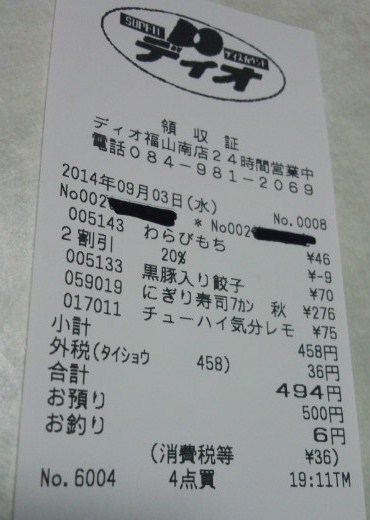 SUPER
ディスカウント
ディオ
領収証
ディオ福山南店24時間営業中
電話084-981-2069
2014年09月03日(水) No.0008
No002 * No002
005143 わらびもち ¥46
2割引 20% ¥-9
005133 黒豚入り餃子 ¥70
059019 にぎり寿司7カン 秋 ¥276
017011 チューハイ気分レモ ¥75
小計 458円
外税(タイショウ 458) 36円
合計 494円
お預り 500円
お釣り 6円
(消費税等 ¥36)
No.6004 4点買 19:11TM